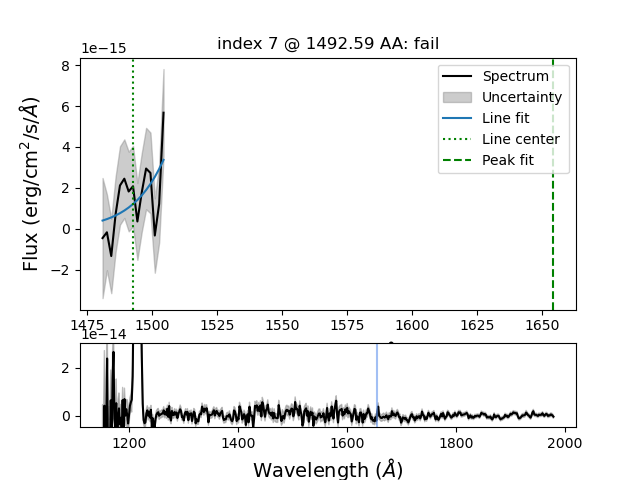 index 7 @ 1492.59 AA: fail
1e−15
Flux (erg/cm²/s/Å)
8
6
4
2
0
−2
Spectrum
Uncertainty
Line fit
Line center
Peak fit
1475 1500 1525 1550 1575 1600 1625 1650
1e−14
2
0
1200 1400 1600 1800 2000
Wavelength (Å)